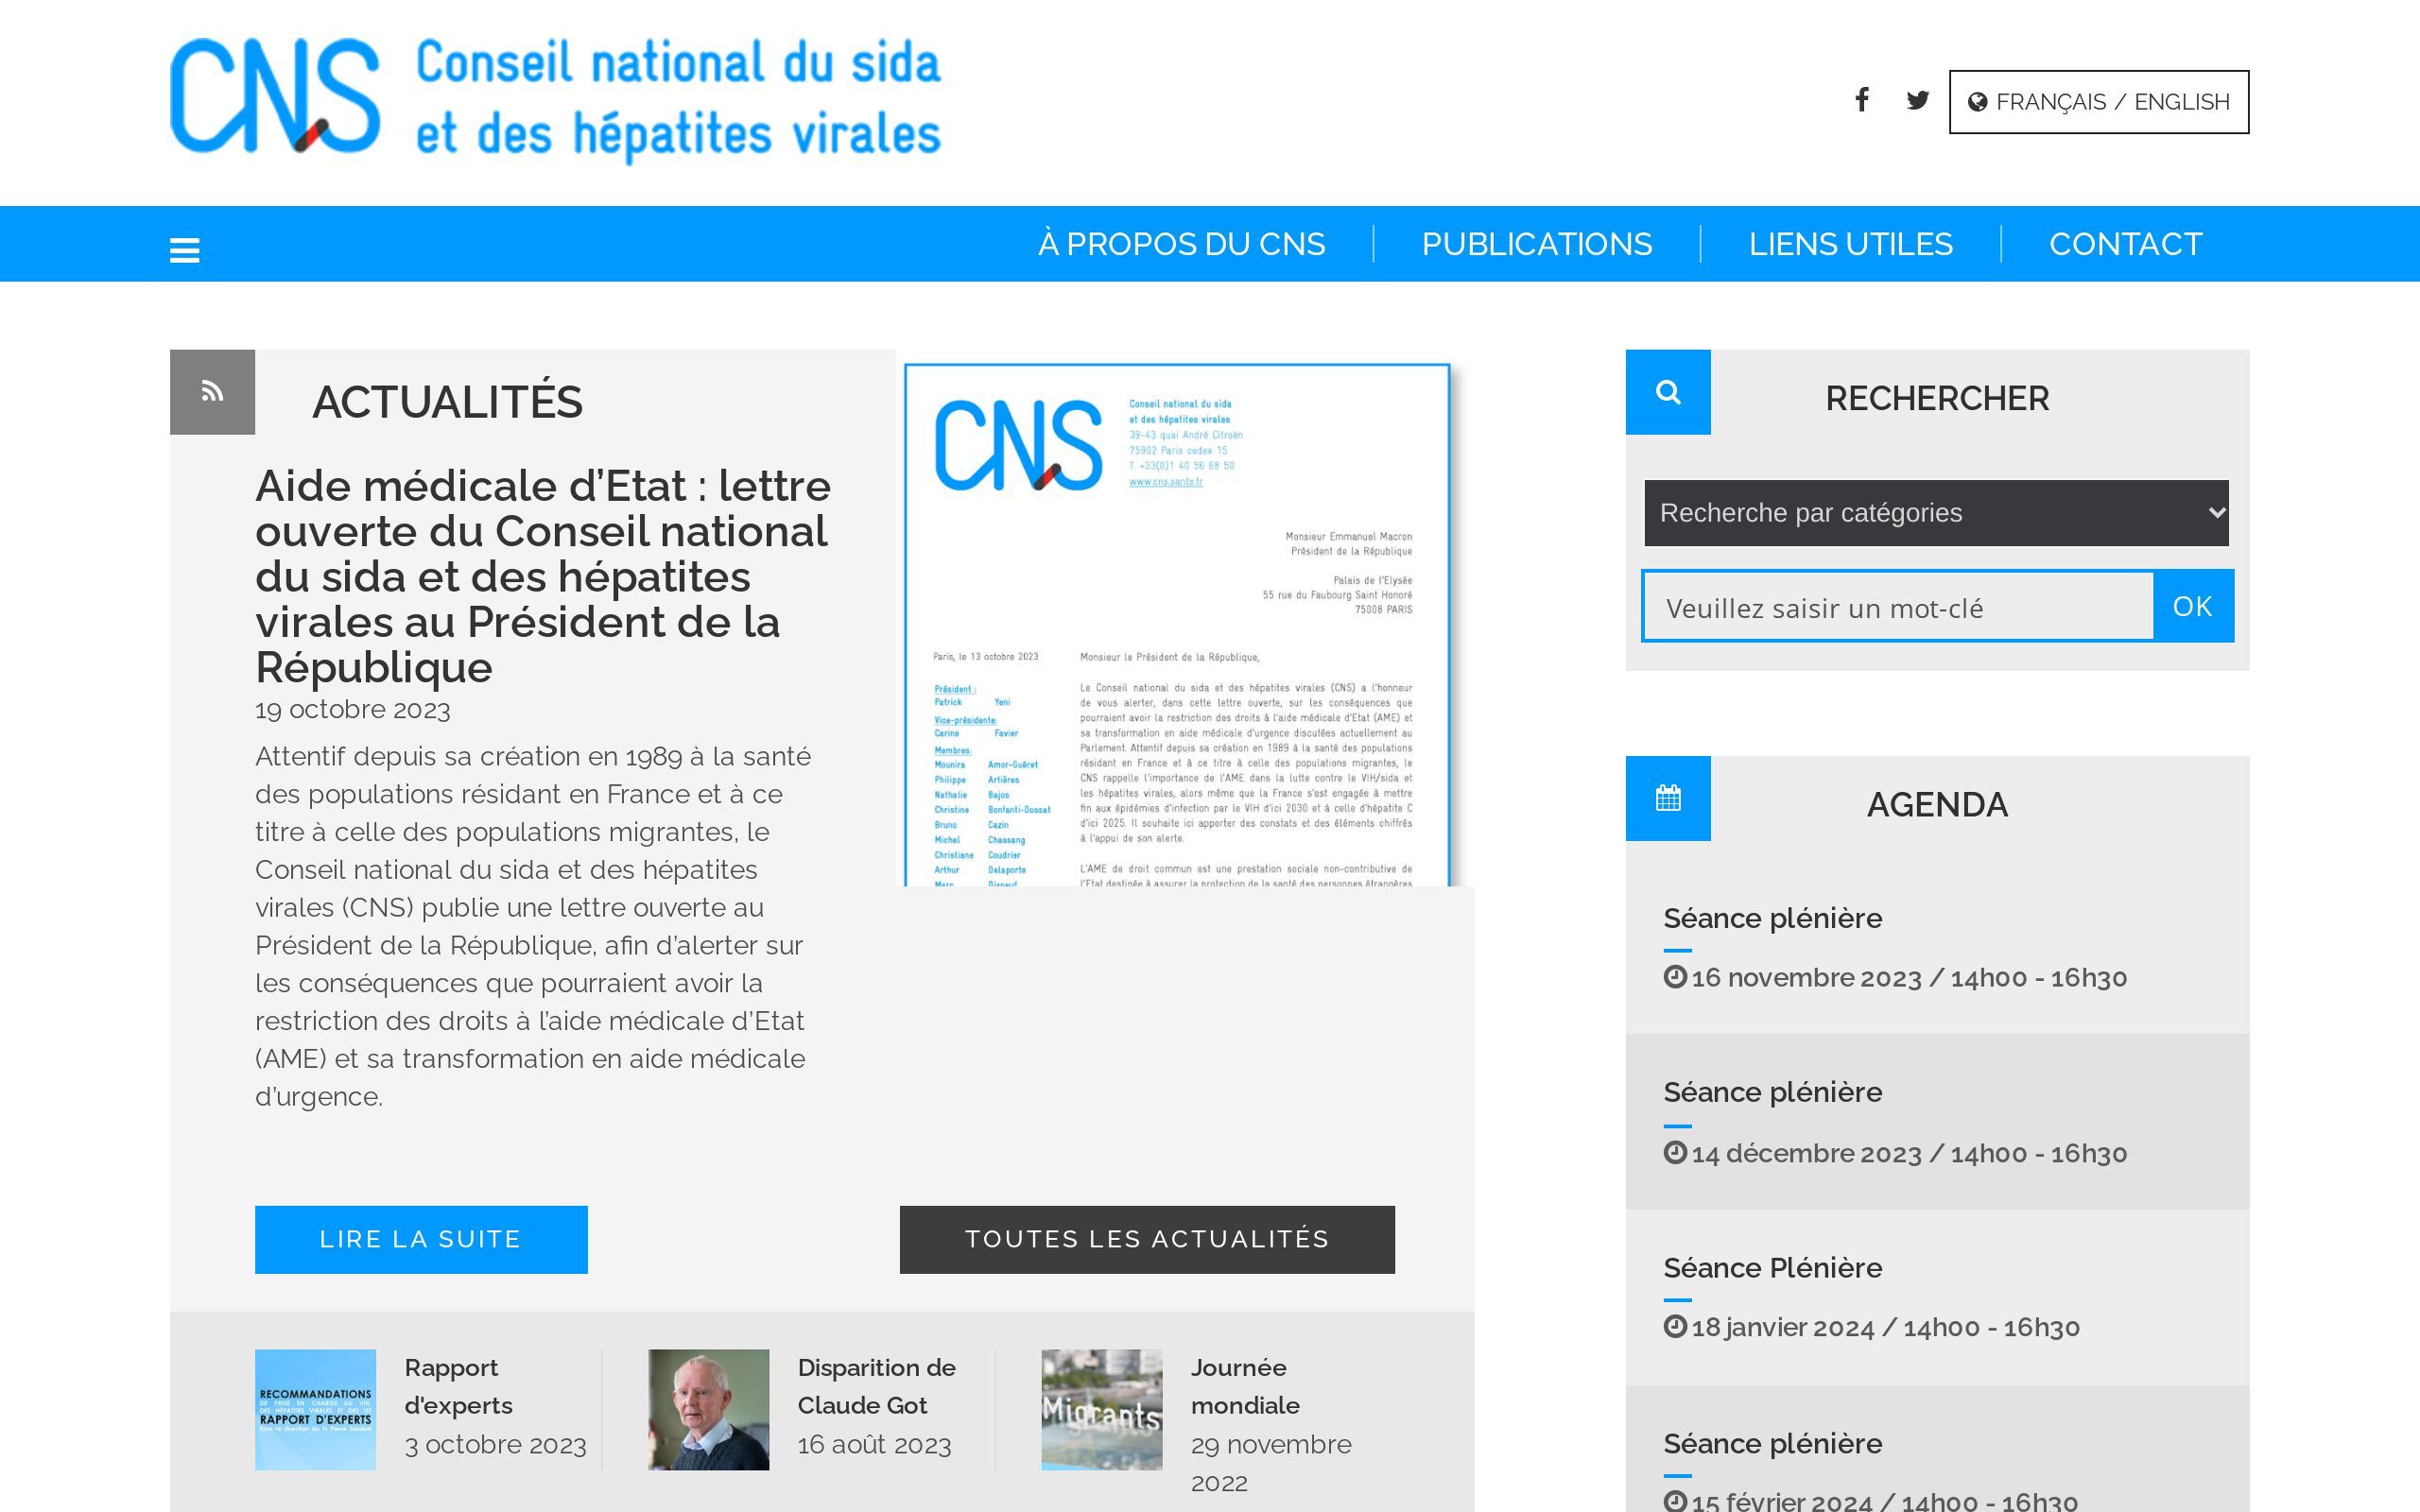 CNS
Conseil national du sida
et des hépatites virales
FRANÇAIS / ENGLISH
À PROPOS DU CNS
PUBLICATIONS
LIENS UTILES
CONTACT
ACTUALITÉS
Aide médicale d’Etat : lettre
ouverte du Conseil national
du sida et des hépatites
virales au Président de la
République
19 octobre 2023
Attentif depuis sa création en 1989 à la santé
des populations résidant en France et à ce
titre à celle des populations migrantes, le
Conseil national du sida et des hépatites
virales (CNS) publie une lettre ouverte au
Président de la République, afin d’alerter sur
les conséquences que pourraient avoir la
restriction des droits à l’aide médicale d’Etat
(AME) et sa transformation en aide médicale
d’urgence.
LIRE LA SUITE
TOUTES LES ACTUALITÉS
CNS
Conseil national du sida
et des hépatites virales
39-43 quai André Citroën
75902 Paris cedex 15
T. +33(0)1 40 56 68 50
www.cns.sante.fr
Monsieur Emmanuel Macron
Président de la République
Palais de l'Elysée
55 rue du Faubourg Saint Honoré
75008 PARIS
Paris, le 13 octobre 2023
Président :
Patrick Yeni
Vice-présidente:
Carine Favier
Membres:
Mounira Amor-Guéret
Philippe Artières
Nathalie Bajos
Christine Bonfanti-Dossat
Bruno Cazin
Michel Chassang
Christiane Coudrier
Arthur Delaporte
Marc Dixneuf
Monsieur le Président de la République,
Le Conseil national du sida et des hépatites virales (CNS) a l'honneur
de vous alerter, dans cette lettre ouverte, sur les conséquences que
pourraient avoir la restriction des droits à l'aide médicale d'Etat (AME) et
sa transformation en aide médicale d'urgence discutées actuellement au
Parlement. Attentif depuis sa création en 1989 à la santé des populations
résidant en France et à ce titre à celle des populations migrantes, le
CNS rappelle l'importance de l'AME dans la lutte contre le VIH/sida et
les hépatites virales, alors même que la France s'est engagée à mettre
fin aux épidémies d'infection par le VIH d'ici 2030 et à celle d'hépatite C
d'ici 2025. Il souhaite ici apporter des constats et des éléments chiffrés
à l'appui de son alerte.
L'AME de droit commun est une prestation sociale non-contributive de
l'Etat destinée à assurer la protection de la santé des personnes étrangères
RECOMMANDATIONS
DE PRISE EN CHARGE DU VIH,
DES HÉPATITES VIRALES ET DES IST
RAPPORT D'EXPERTS
Rapport
d'experts
3 octobre 2023
Disparition de
Claude Got
16 août 2023
Migrants
Journée
mondiale
29 novembre
2022
RECHERCHER
Recherche par catégories
Veuillez saisir un mot-clé
OK
AGENDA
Séance plénière
16 novembre 2023 / 14h00 - 16h30
Séance plénière
14 décembre 2023 / 14h00 - 16h30
Séance Plénière
18 janvier 2024 / 14h00 - 16h30
Séance plénière
15 février 2024 / 14h00 - 16h30